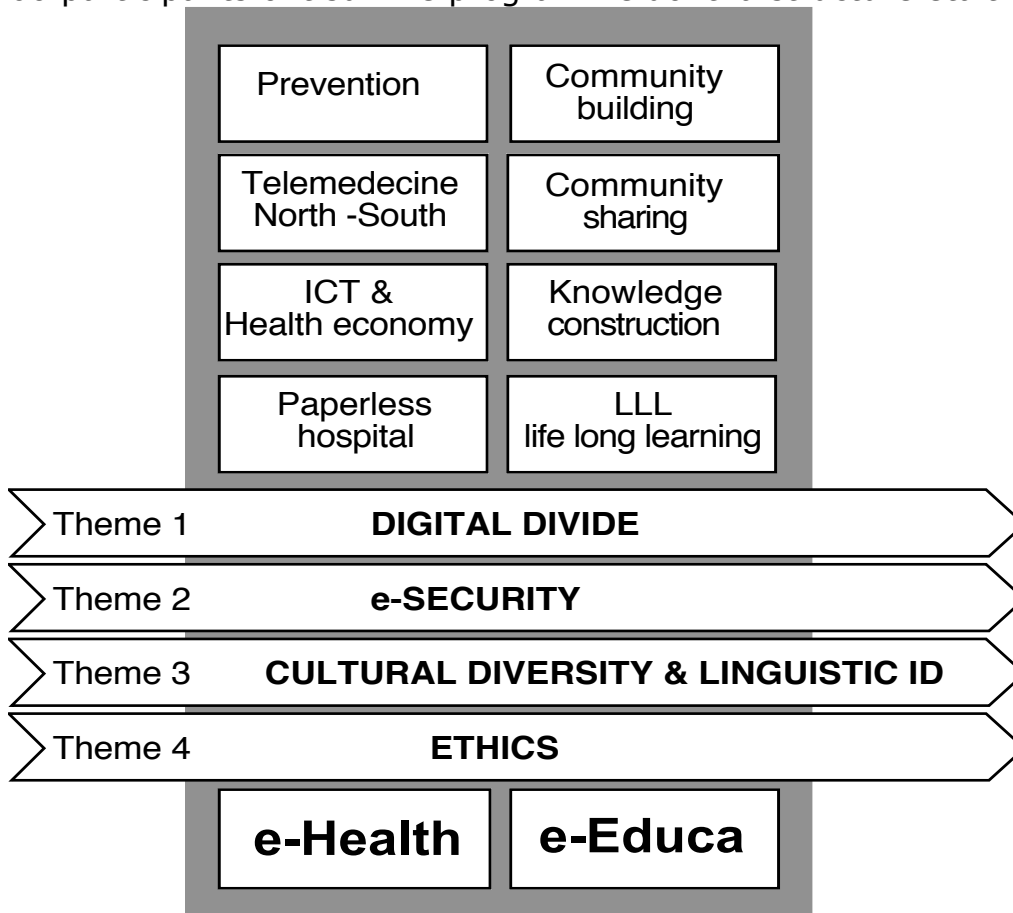 Prevention
Community
building
Telemedecine
North -South
Community
sharing
ICT &
Health economy
Knowledge
construction
Paperless
hospital
LLL
life long learning
Theme 1 DIGITAL DIVIDE
Theme 2 e-SECURITY
Theme 3 CULTURAL DIVERSITY & LINGUISTIC ID
Theme 4 ETHICS
e-Health e-Educa